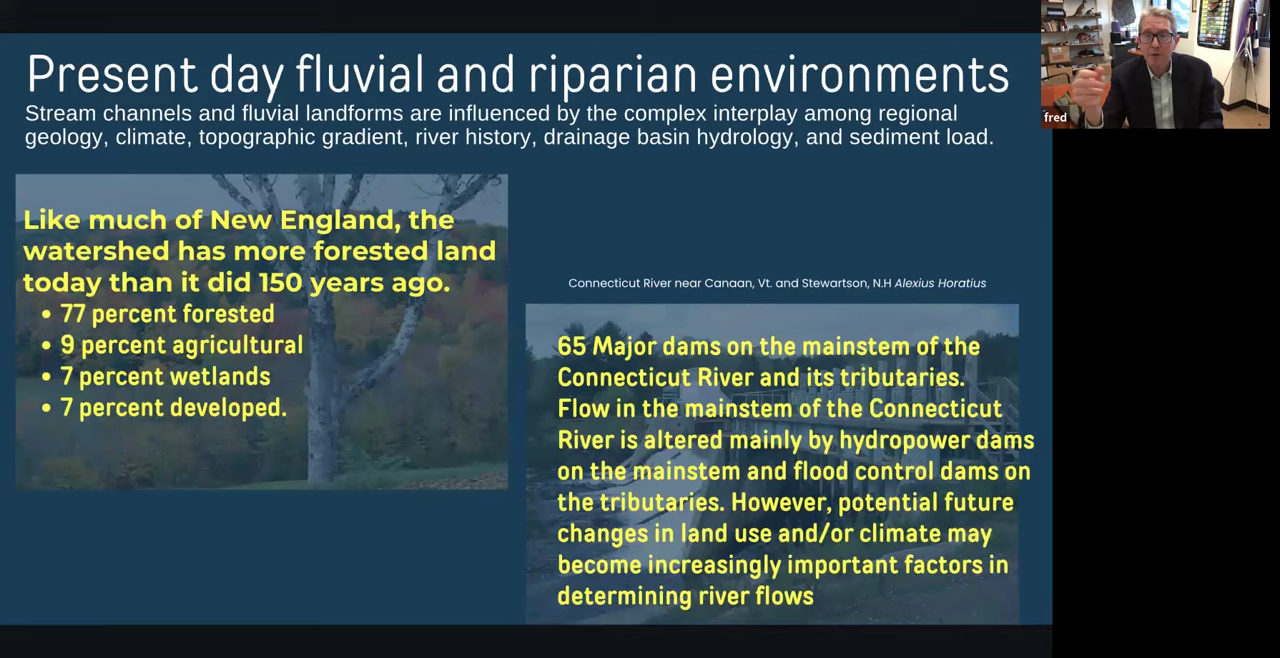 Present day fluvial and riparian environments
Stream channels and fluvial landforms are influenced by the complex interplay among regional
geology, climate, topographic gradient, river history, drainage basin hydrology, and sediment load.
Like much of New England, the
watershed has more forested land
today than it did 150 years ago.
• 77 percent forested
• 9 percent agricultural
• 7 percent wetlands
• 7 percent developed.
Connecticut River near Canaan, Vt. and Stewartson, N.H Alexius Horatius
65 Major dams on the mainstem of the
Connecticut River and its tributaries.
Flow in the mainstem of the Connecticut
River is altered mainly by hydropower dams
on the mainstem and flood control dams on
the tributaries. However, potential future
changes in land use and/or climate may
become increasingly important factors in
determining river flows
fred